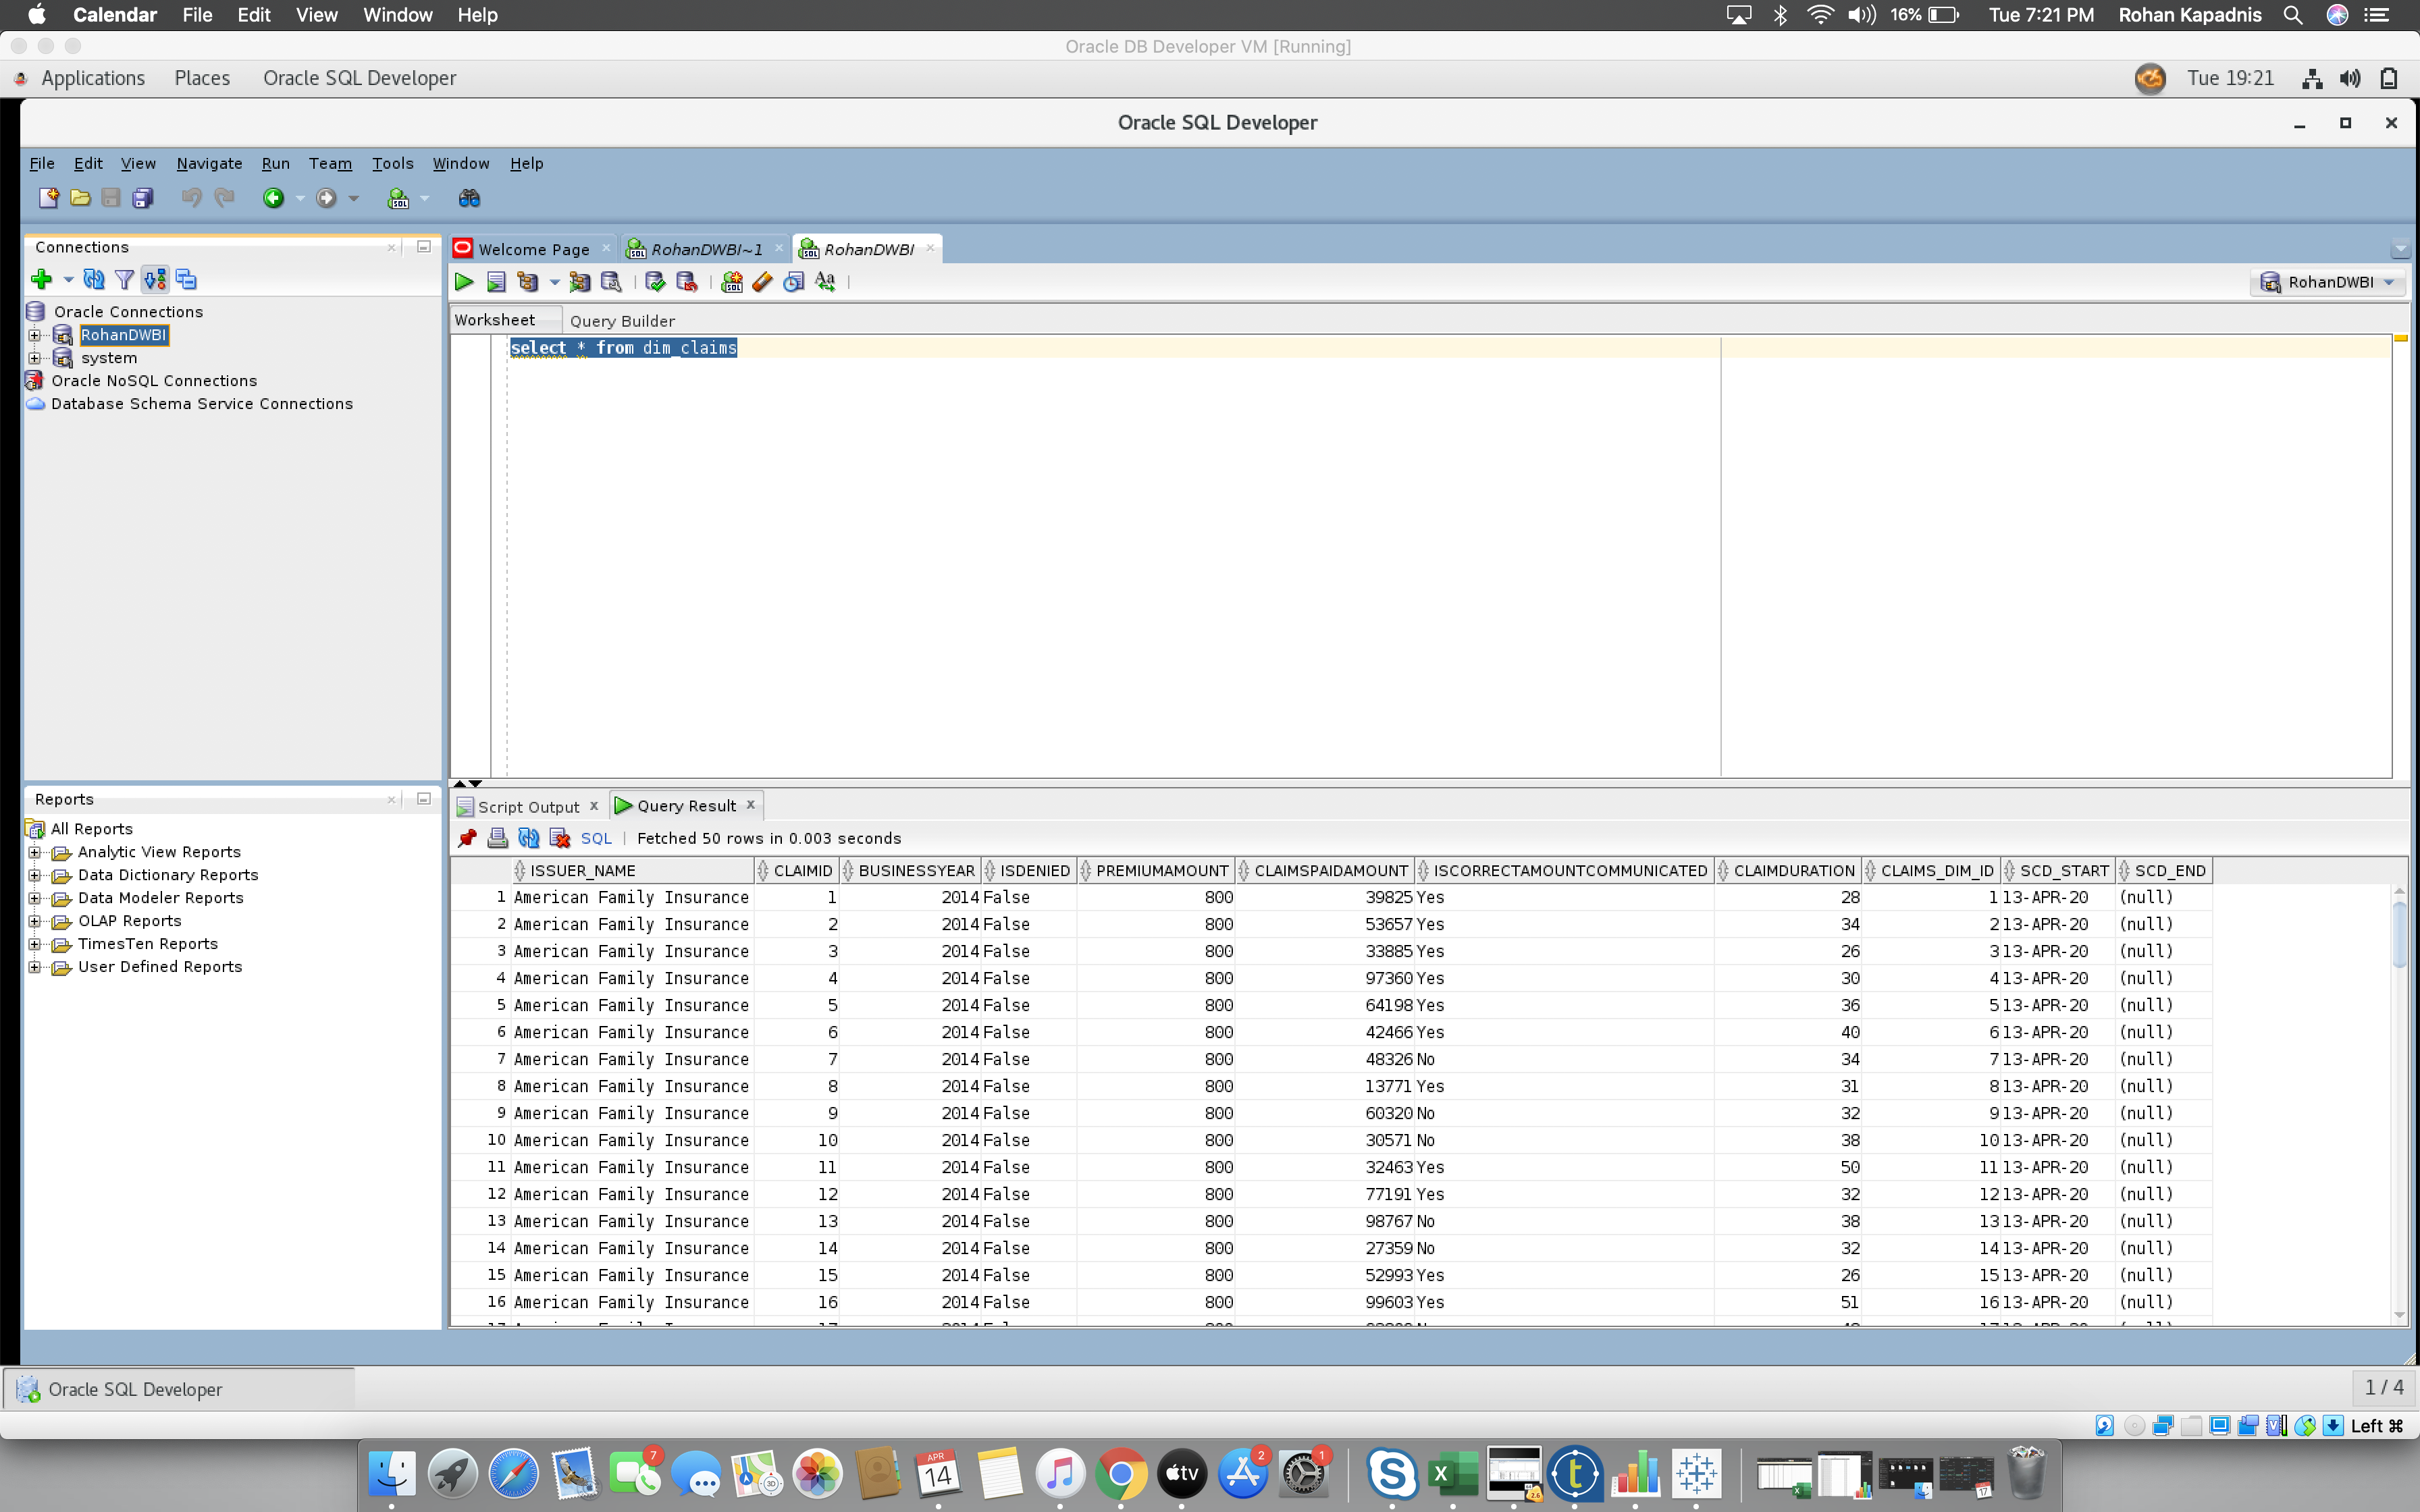 Calendar File Edit View Window Help 16% Tue 7:21 PM Rohan Kapadnis
Oracle DB Developer VM [Running]
Applications Places Oracle SQL Developer Tue 19:21
Oracle SQL Developer
File Edit View Navigate Run Team Tools Window Help
Connections
Oracle Connections
RohanDWBI
system
Oracle NoSQL Connections
Database Schema Service Connections
Welcome Page RohanDWBI~1 RohanDWBI
RohanDWBI
Worksheet Query Builder
select * from dim_claims
Reports
All Reports
Analytic View Reports
Data Dictionary Reports
Data Modeler Reports
OLAP Reports
TimesTen Reports
User Defined Reports
Script Output Query Result
SQL Fetched 50 rows in 0.003 seconds
ISSUER_NAME CLAIMID BUSINESSYEAR ISDENIED PREMIUMAMOUNT CLAIMSPAIDAMOUNT ISCORRECTAMOUNTCOMMUNICATED CLAIMDURATION CLAIMS_DIM_ID SCD_START SCD_END
1 American Family Insurance 1 2014 False 800 39825 Yes 28 1 13-APR-20 (null)
2 American Family Insurance 2 2014 False 800 53657 Yes 34 2 13-APR-20 (null)
3 American Family Insurance 3 2014 False 800 33885 Yes 26 3 13-APR-20 (null)
4 American Family Insurance 4 2014 False 800 97360 Yes 30 4 13-APR-20 (null)
5 American Family Insurance 5 2014 False 800 64198 Yes 36 5 13-APR-20 (null)
6 American Family Insurance 6 2014 False 800 42466 Yes 40 6 13-APR-20 (null)
7 American Family Insurance 7 2014 False 800 48326 No 34 7 13-APR-20 (null)
8 American Family Insurance 8 2014 False 800 13771 Yes 31 8 13-APR-20 (null)
9 American Family Insurance 9 2014 False 800 60320 No 32 9 13-APR-20 (null)
10 American Family Insurance 10 2014 False 800 30571 No 38 10 13-APR-20 (null)
11 American Family Insurance 11 2014 False 800 32463 Yes 50 11 13-APR-20 (null)
12 American Family Insurance 12 2014 False 800 77191 Yes 32 12 13-APR-20 (null)
13 American Family Insurance 13 2014 False 800 98767 No 38 13 13-APR-20 (null)
14 American Family Insurance 14 2014 False 800 27359 No 32 14 13-APR-20 (null)
15 American Family Insurance 15 2014 False 800 52993 Yes 26 15 13-APR-20 (null)
16 American Family Insurance 16 2014 False 800 99603 Yes 51 16 13-APR-20 (null)
Oracle SQL Developer 1 / 4
Left ⌘
7 APR 14 tv 2 1